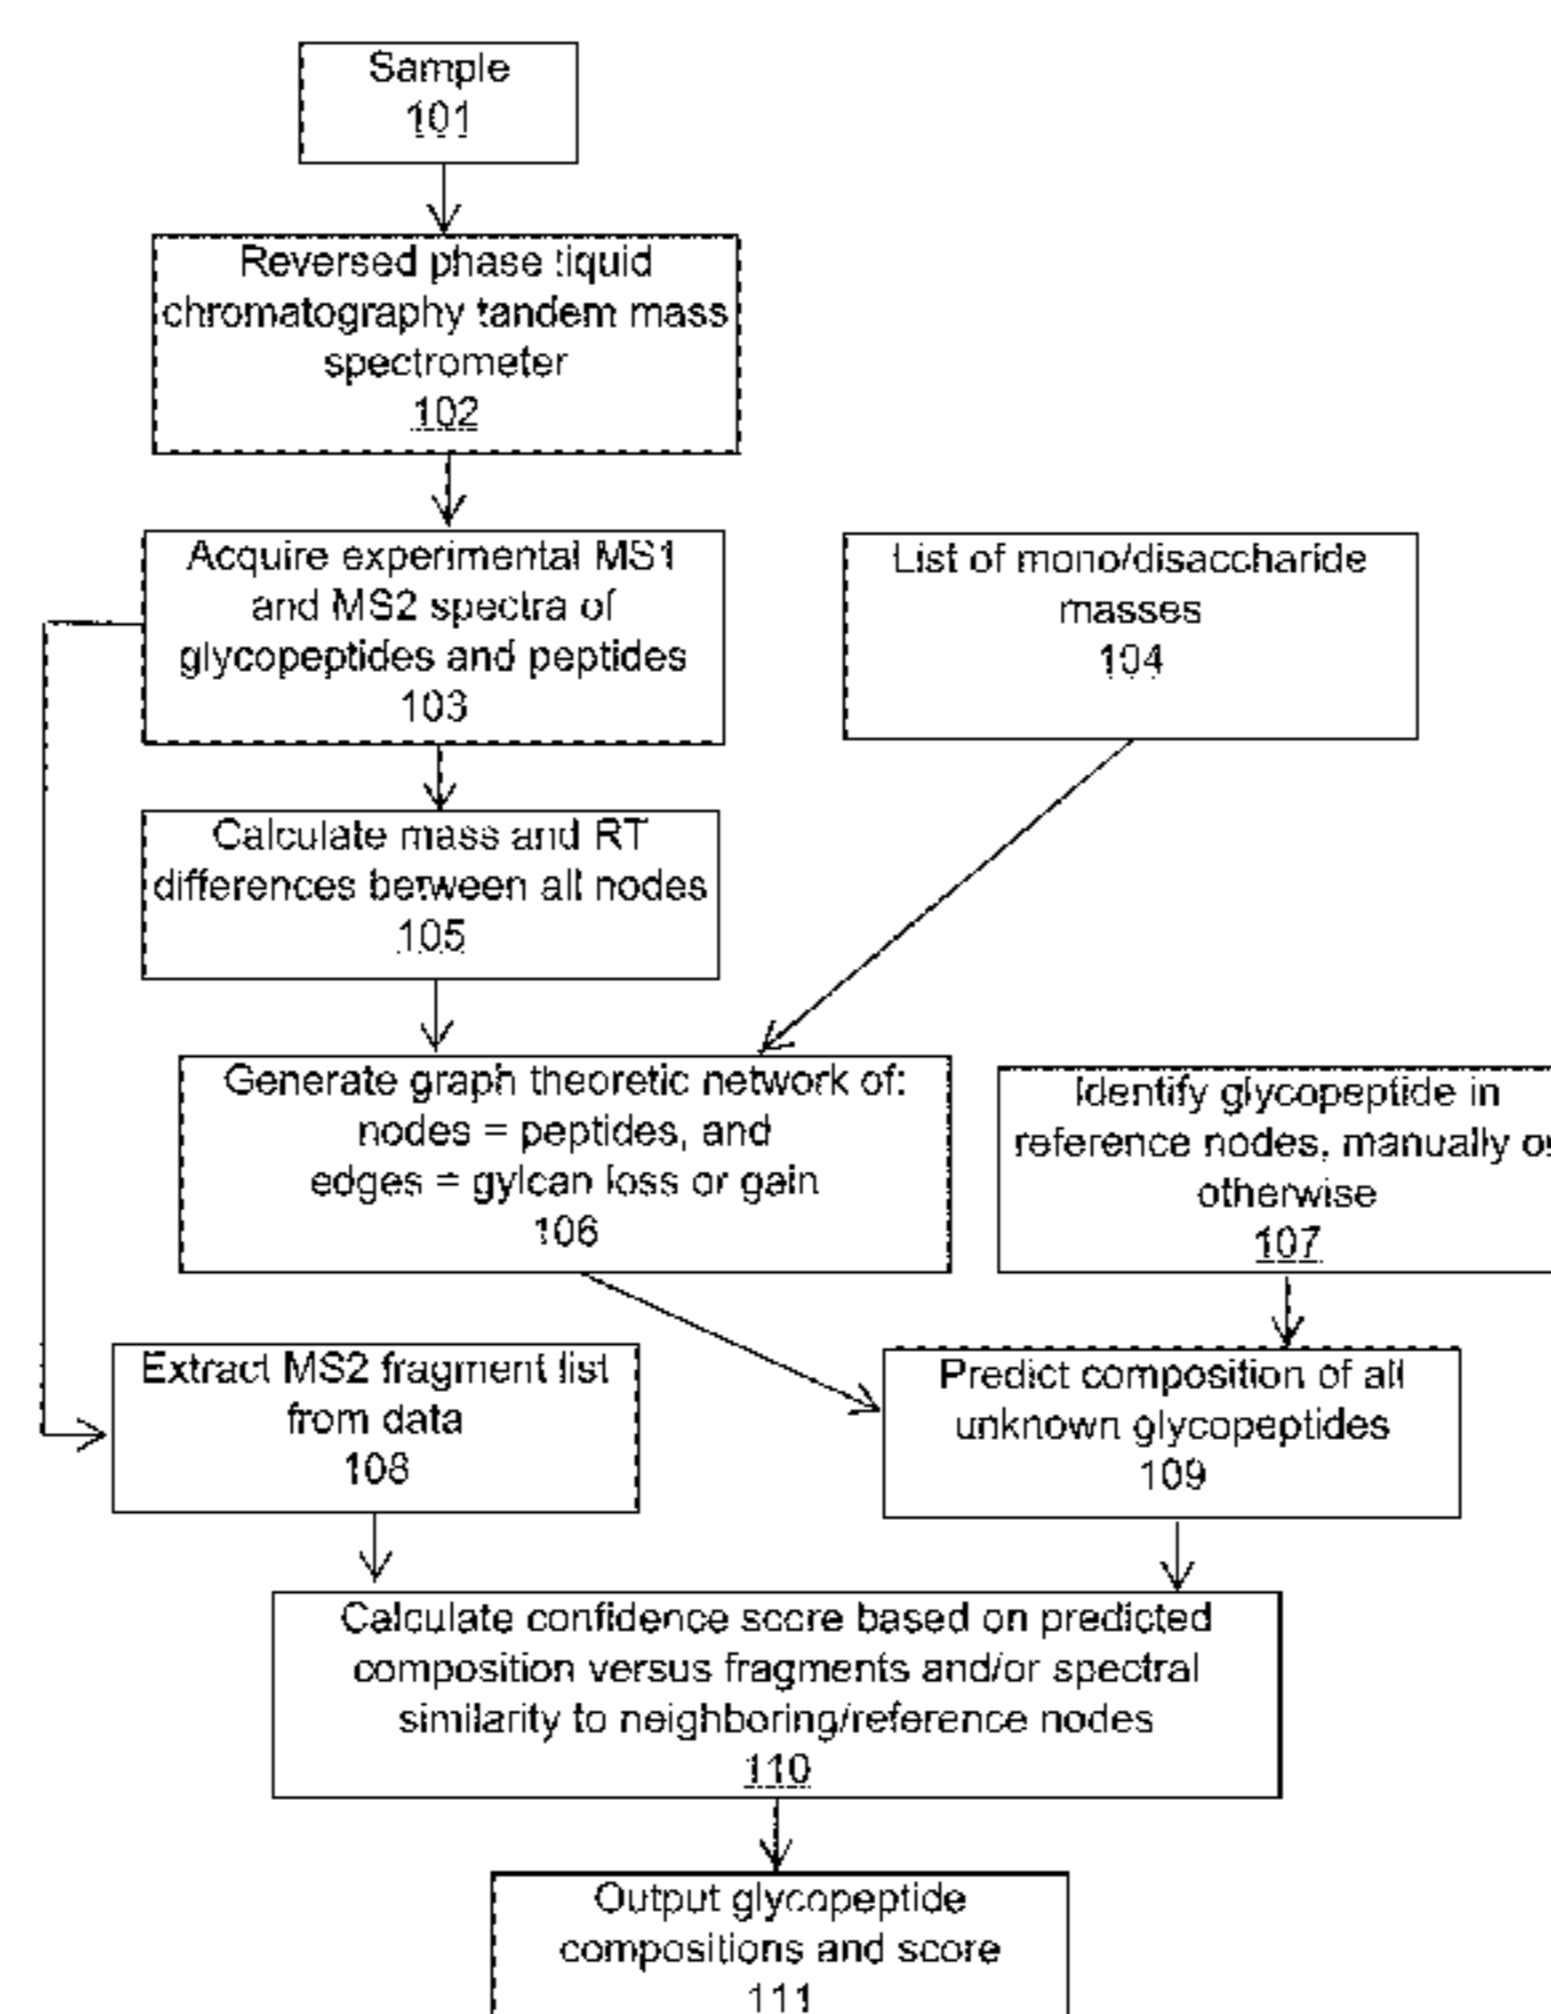 Sample
101
Reversed phase liquid
chromatography tandem mass
spectrometer
102
Acquire experimental MS1
and MS2 spectra of
glycopeptides and peptides
103
List of mono/disaccharide
masses
104
Calculate mass and RT
differences between all nodes
105
Generate graph theoretic network of:
nodes = peptides, and
edges = gylcan loss or gain
106
Identify glycopeptide in
reference nodes, manually or
otherwise
107
Extract MS2 fragment list
from data
108
Predict composition of all
unknown glycopeptides
109
Calculate confidence score based on predicted
composition versus fragments and/or spectral
similarity to neighboring/reference nodes
110
Output glycopeptide
compositions and score
111